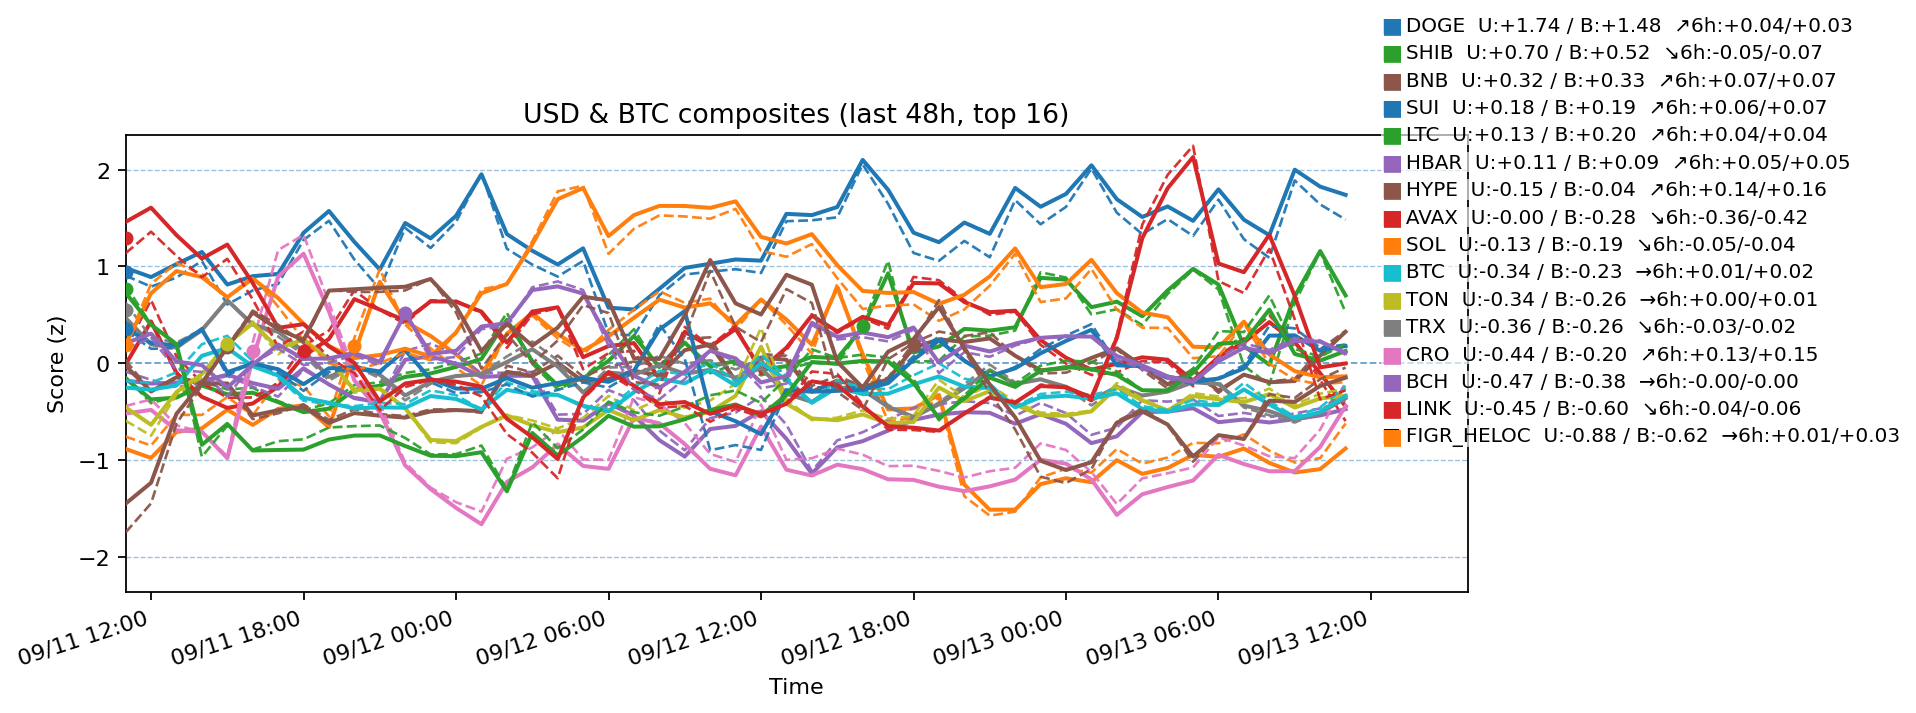 DOGE  U:+1.74 / B:+1.48  ↗6h:+0.04/+0.03
SHIB  U:+0.70 / B:+0.52  ↘6h:-0.05/-0.07
BNB  U:+0.32 / B:+0.33  ↗6h:+0.07/+0.07
SUI  U:+0.18 / B:+0.19  ↗6h:+0.06/+0.07
LTC  U:+0.13 / B:+0.20  ↗6h:+0.04/+0.04
HBAR  U:+0.11 / B:+0.09  ↗6h:+0.05/+0.05
HYPE  U:-0.15 / B:-0.04  ↗6h:+0.14/+0.16
AVAX  U:-0.00 / B:-0.28  ↘6h:-0.36/-0.42
SOL  U:-0.13 / B:-0.19  ↘6h:-0.05/-0.04
BTC  U:-0.34 / B:-0.23  →6h:+0.01/+0.02
TON  U:-0.34 / B:-0.26  →6h:+0.00/+0.01
TRX  U:-0.36 / B:-0.26  ↘6h:-0.03/-0.02
CRO  U:-0.44 / B:-0.20  ↗6h:+0.13/+0.15
BCH  U:-0.47 / B:-0.38  →6h:-0.00/-0.00
LINK  U:-0.45 / B:-0.60  ↘6h:-0.04/-0.06
FIGR_HELOC  U:-0.88 / B:-0.62  →6h:+0.01/+0.03
USD & BTC composites (last 48h, top 16)
Score (z)
2
1
0
−1
−2
09/11 12:00
09/11 18:00
09/12 00:00
09/12 06:00
09/12 12:00
09/12 18:00
09/13 00:00
09/13 06:00
09/13 12:00
Time